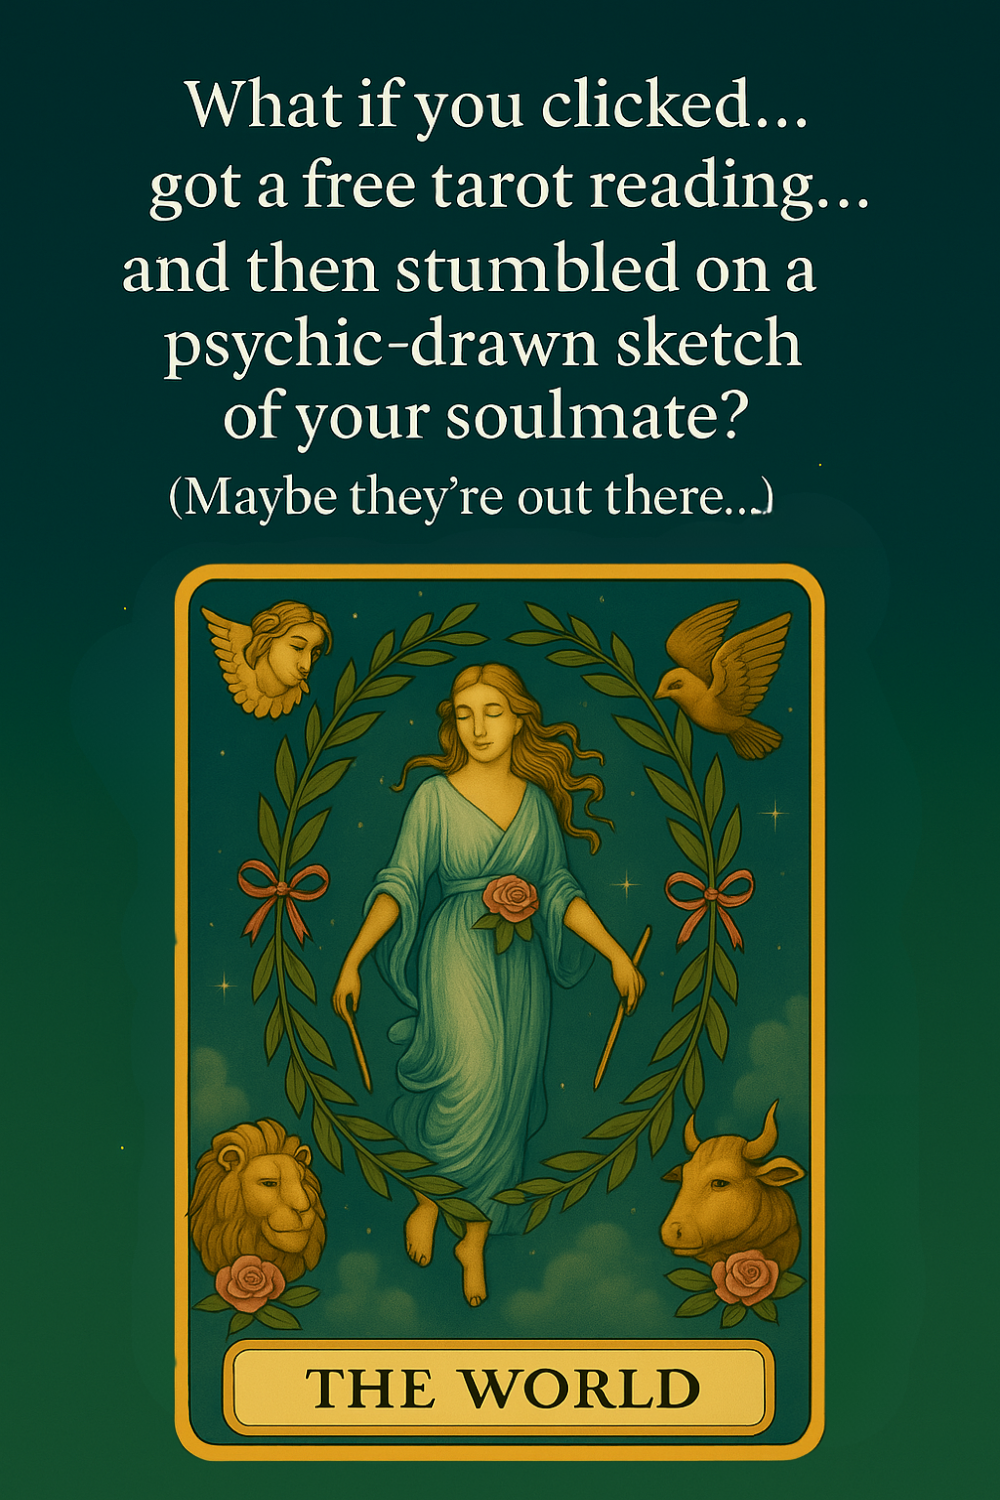 What if you clicked...
got a free tarot reading...
and then stumbled on a
psychic-drawn sketch
of your soulmate?
(Maybe they’re out there...)
THE WORLD